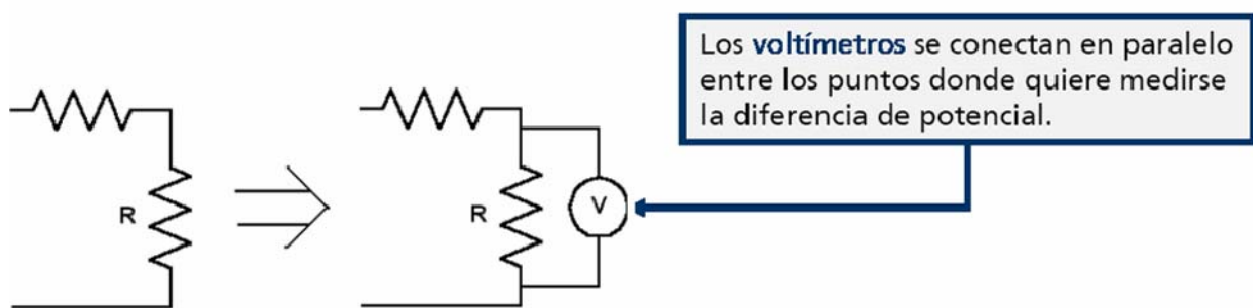 Los voltímetros se conectan en paralelo
entre los puntos donde quiere medirse
la diferencia de potencial.
R
R
V